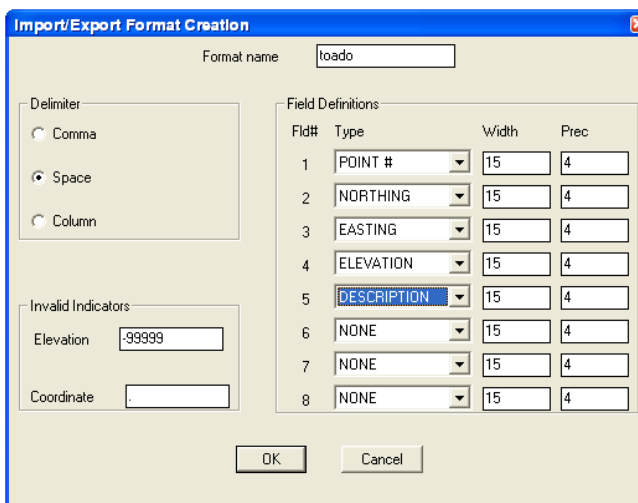 Import/Export Format Creation
Format name toado
Delimiter
Comma
Space
Column
Field Definitions
Fld# Type Width Prec
1 POINT # 15 4
2 NORTHING 15 4
3 EASTING 15 4
4 ELEVATION 15 4
5 DESCRIPTION 15 4
6 NONE 15 4
7 NONE 15 4
8 NONE 15 4
Invalid Indicators
Elevation -99999
Coordinate .
OK Cancel